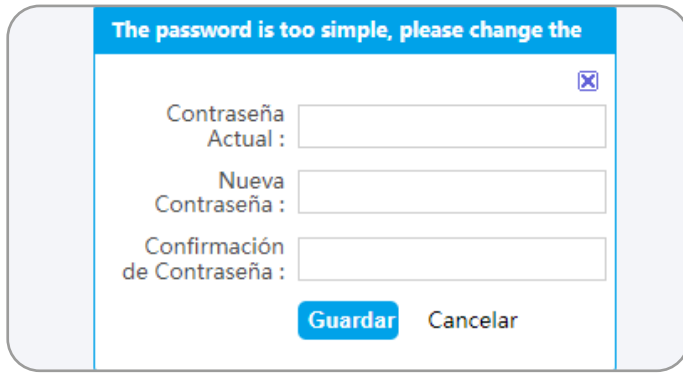 The password is too simple, please change the
Contraseña
Actual :
Nueva
Contraseña :
Confirmación
de Contraseña :
Guardar Cancelar